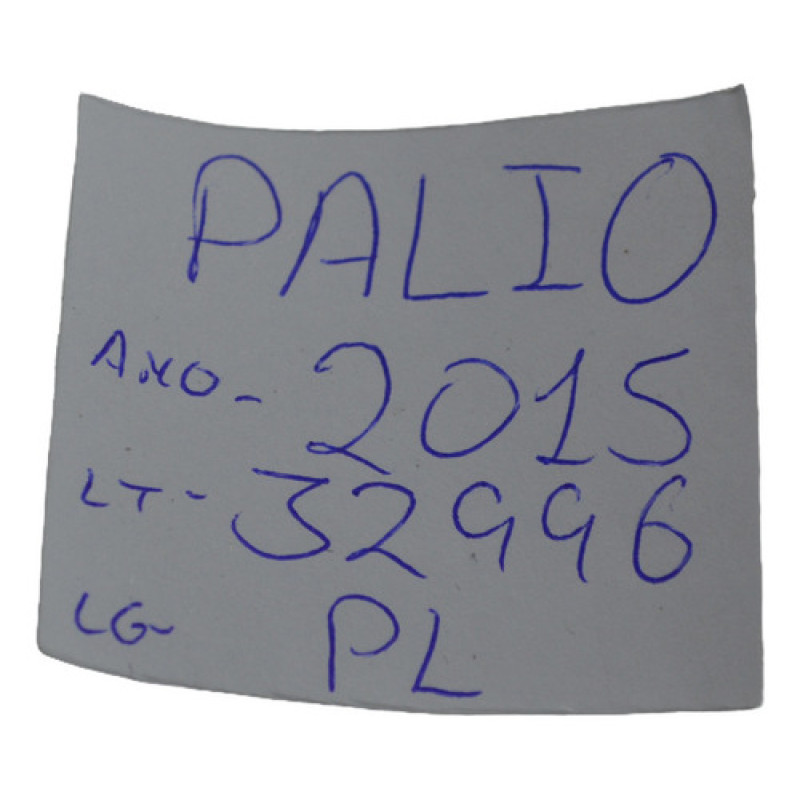 PALIO
ANO- 2015
LT- 32996
LG- PL